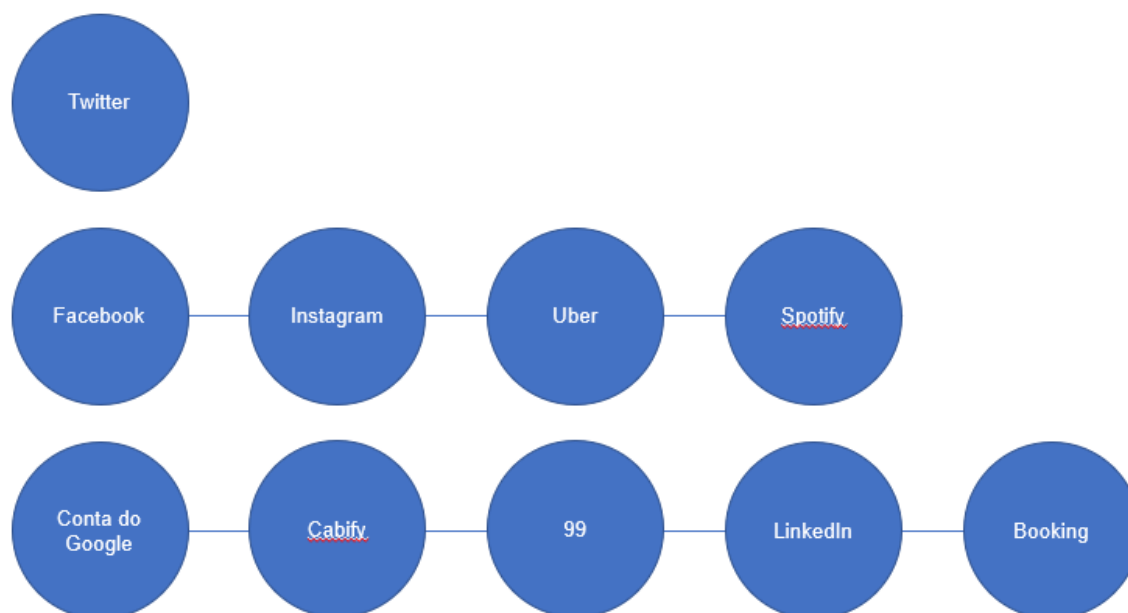 Twitter
Facebook
Instagram
Uber
Spotify
Conta do
Google
Cabify
99
LinkedIn
Booking